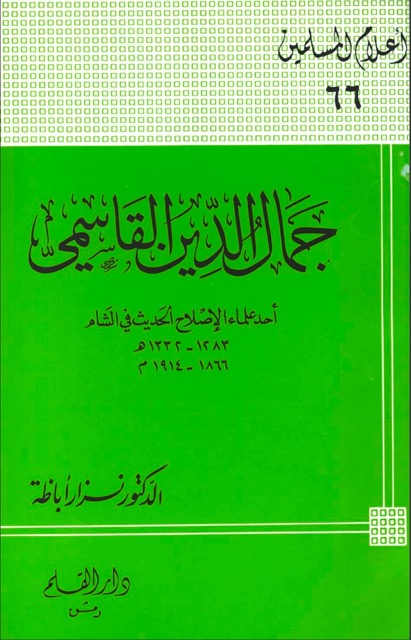 أعلام المسلمين
٦٦
جمال الدين القاسمي
أحد علماء الإصلاح الحديث في الشام
١٢٨٣ - ١٣٣٢ هـ
١٨٦٦ - ١٩١٤ م
الدكتور نزار أباظة
دار القلم
دمشق